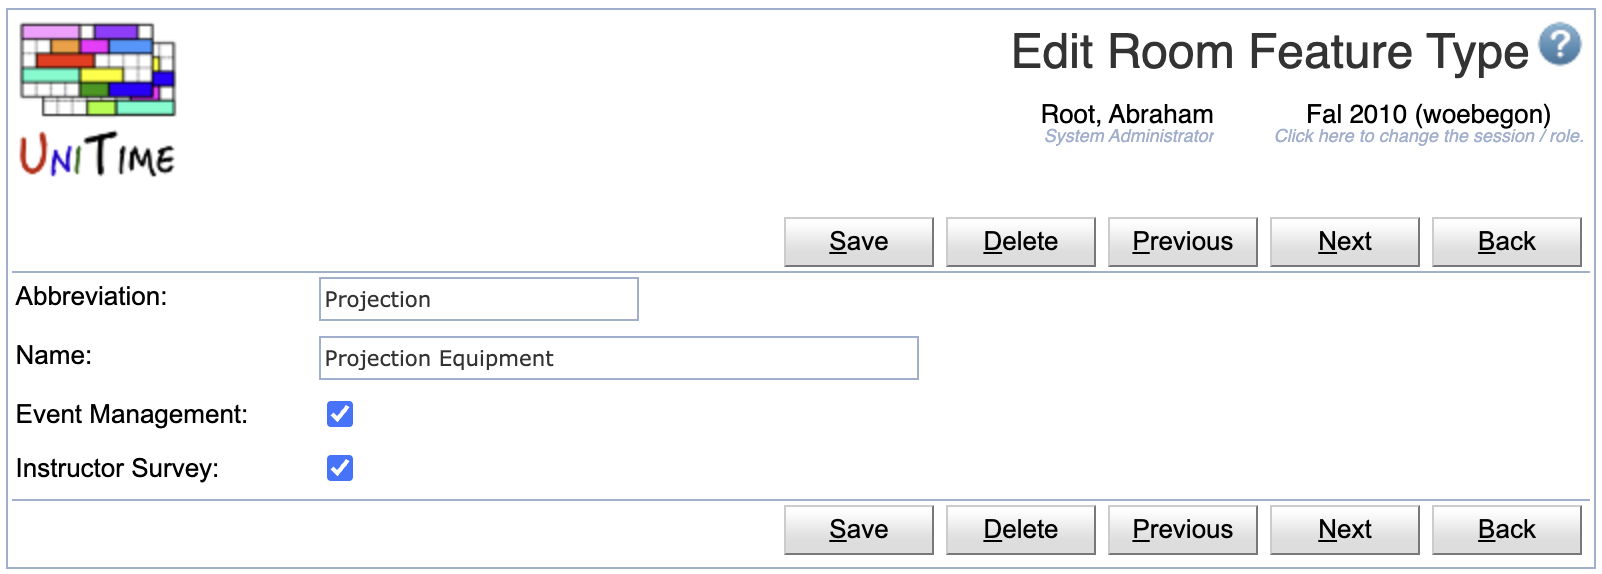 UNITIME
Edit Room Feature Type ?
Root, Abraham
System Administrator
Fal 2010 (woebegon)
Click here to change the session / role.
Save Delete Previous Next Back
Abbreviation: Projection
Name: Projection Equipment
Event Management:
Instructor Survey:
Save Delete Previous Next Back